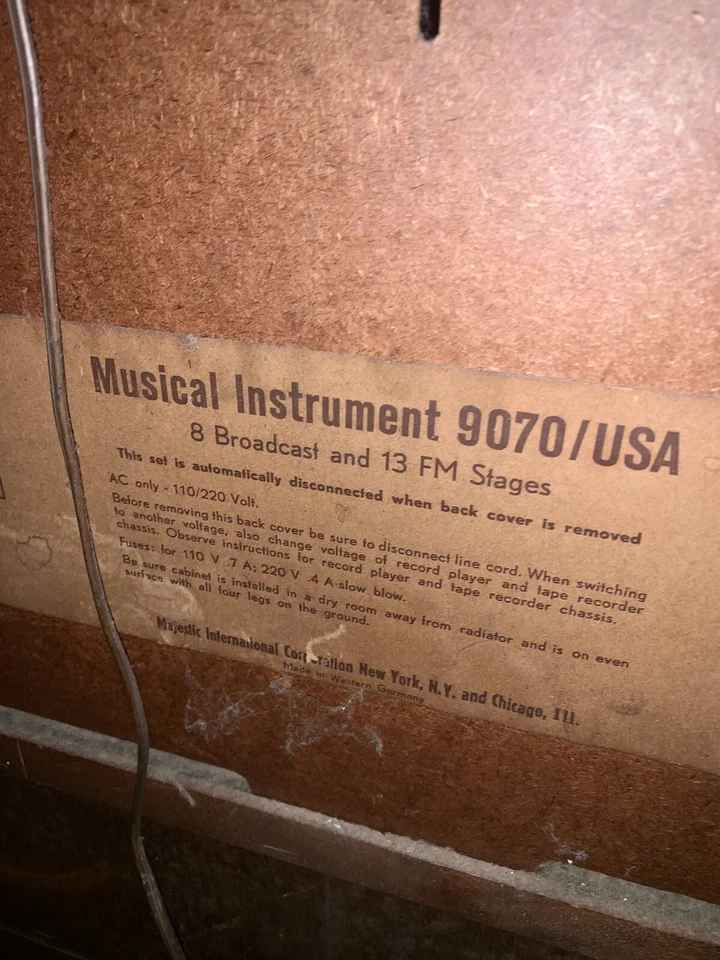 Musical Instrument 9070/USA
8 Broadcast and 13 FM Stages
This set is automatically disconnected when back cover is removed
AC only - 110/220 Volt.
Before removing this back cover be sure to disconnect line cord. When switching
to another voltage, also change voltage of record player and tape recorder
chassis. Observe instructions for record player and tape recorder chassis.
Fuses: for 110 V .7 A; 220 V .4 A slow blow.
Be sure cabinet is installed in a dry room away from radiator and is on even
surface with all four legs on the ground.
Majestic International Corporation New York, N.Y. and Chicago, Ill.
Made in Western Germany